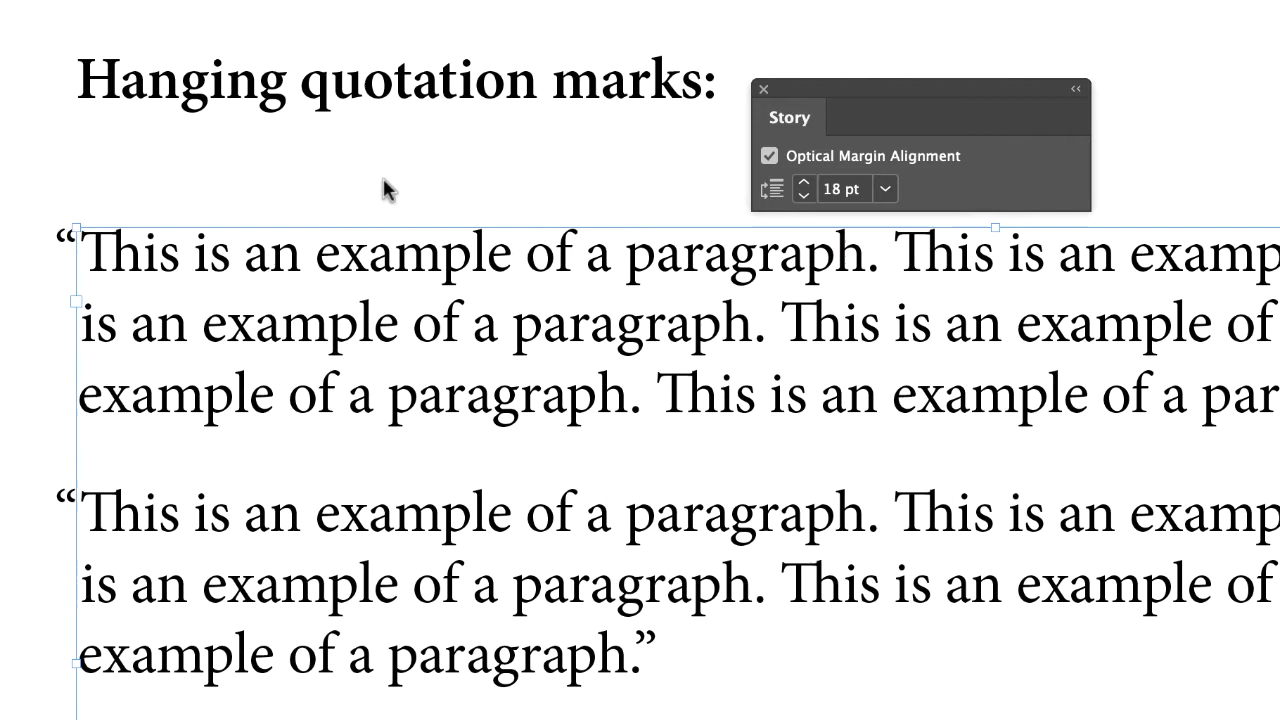 Hanging quotation marks:
Story
Optical Margin Alignment
18 pt
“This is an example of a paragraph. This is an examp
is an example of a paragraph. This is an example of
example of a paragraph. This is an example of a par
“This is an example of a paragraph. This is an examp
is an example of a paragraph. This is an example of
example of a paragraph.”